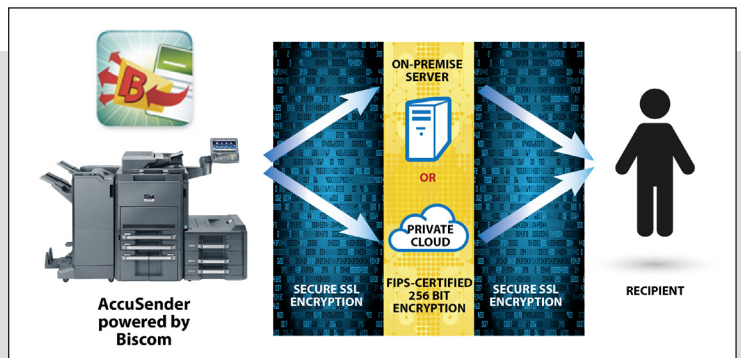 B
AccuSender
powered by
Biscom
SECURE SSL
ENCRYPTION
ON-PREMISE
SERVER
OR
PRIVATE
CLOUD
FIPS-CERTIFIED
256 BIT
ENCRYPTION
SECURE SSL
ENCRYPTION
RECIPIENT